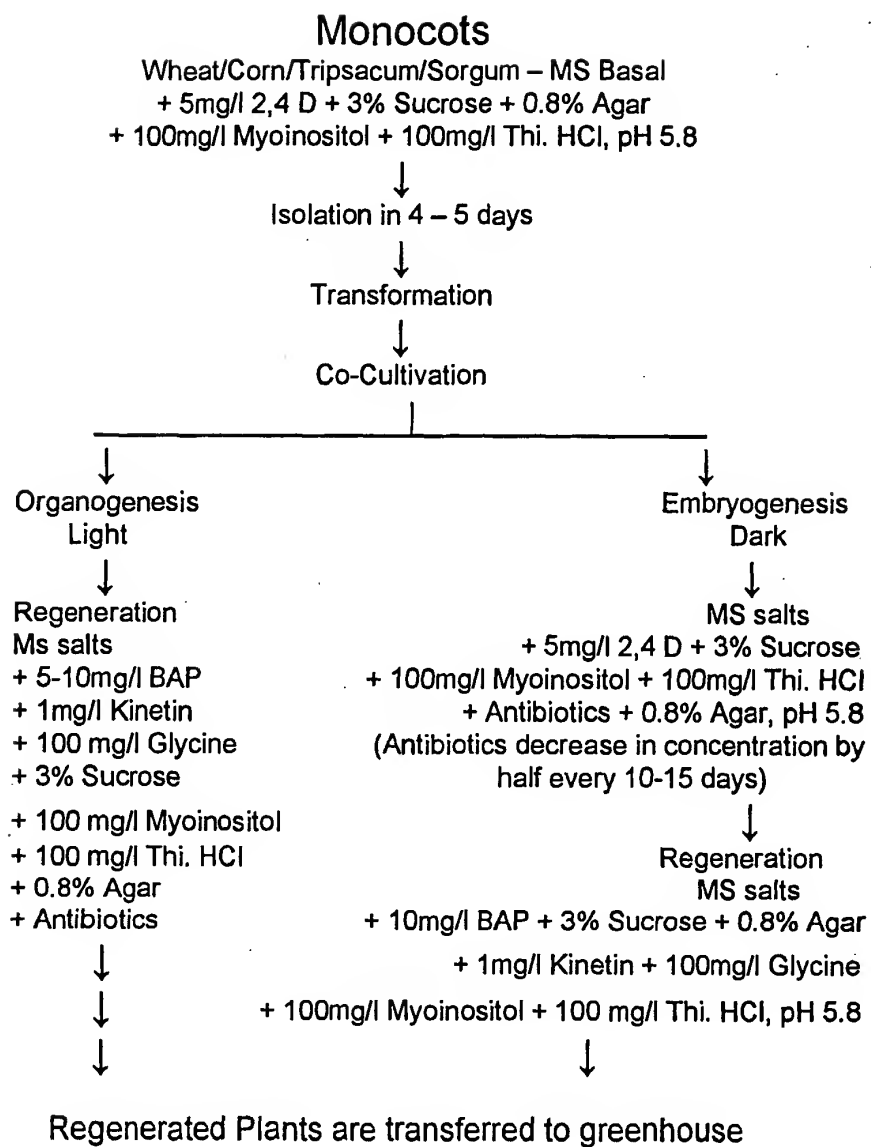 Monocots
Wheat/Corn/Tripsacum/Sorgum – MS Basal
+ 5mg/l 2,4 D + 3% Sucrose + 0.8% Agar
+ 100mg/l Myoinositol + 100mg/l Thi. HCl, pH 5.8
↓
Isolation in 4 – 5 days
↓
Transformation
↓
Co-Cultivation
↓
Organogenesis
Light
↓
Regeneration
Ms salts
+ 5-10mg/l BAP
+ 1mg/l Kinetin
+ 100 mg/l Glycine
+ 3% Sucrose
+ 100 mg/l Myoinositol
+ 100 mg/l Thi. HCl
+ 0.8% Agar
+ Antibiotics
↓
↓
↓
↓
Embryogenesis
Dark
↓
MS salts
+ 5mg/l 2,4 D + 3% Sucrose
+ 100mg/l Myoinositol + 100mg/l Thi. HCl
+ Antibiotics + 0.8% Agar, pH 5.8
(Antibiotics decrease in concentration by
half every 10-15 days)
↓
Regeneration
MS salts
+ 10mg/l BAP + 3% Sucrose + 0.8% Agar
+ 1mg/l Kinetin + 100mg/l Glycine
+ 100mg/l Myoinositol + 100 mg/l Thi. HCl, pH 5.8
↓
Regenerated Plants are transferred to greenhouse